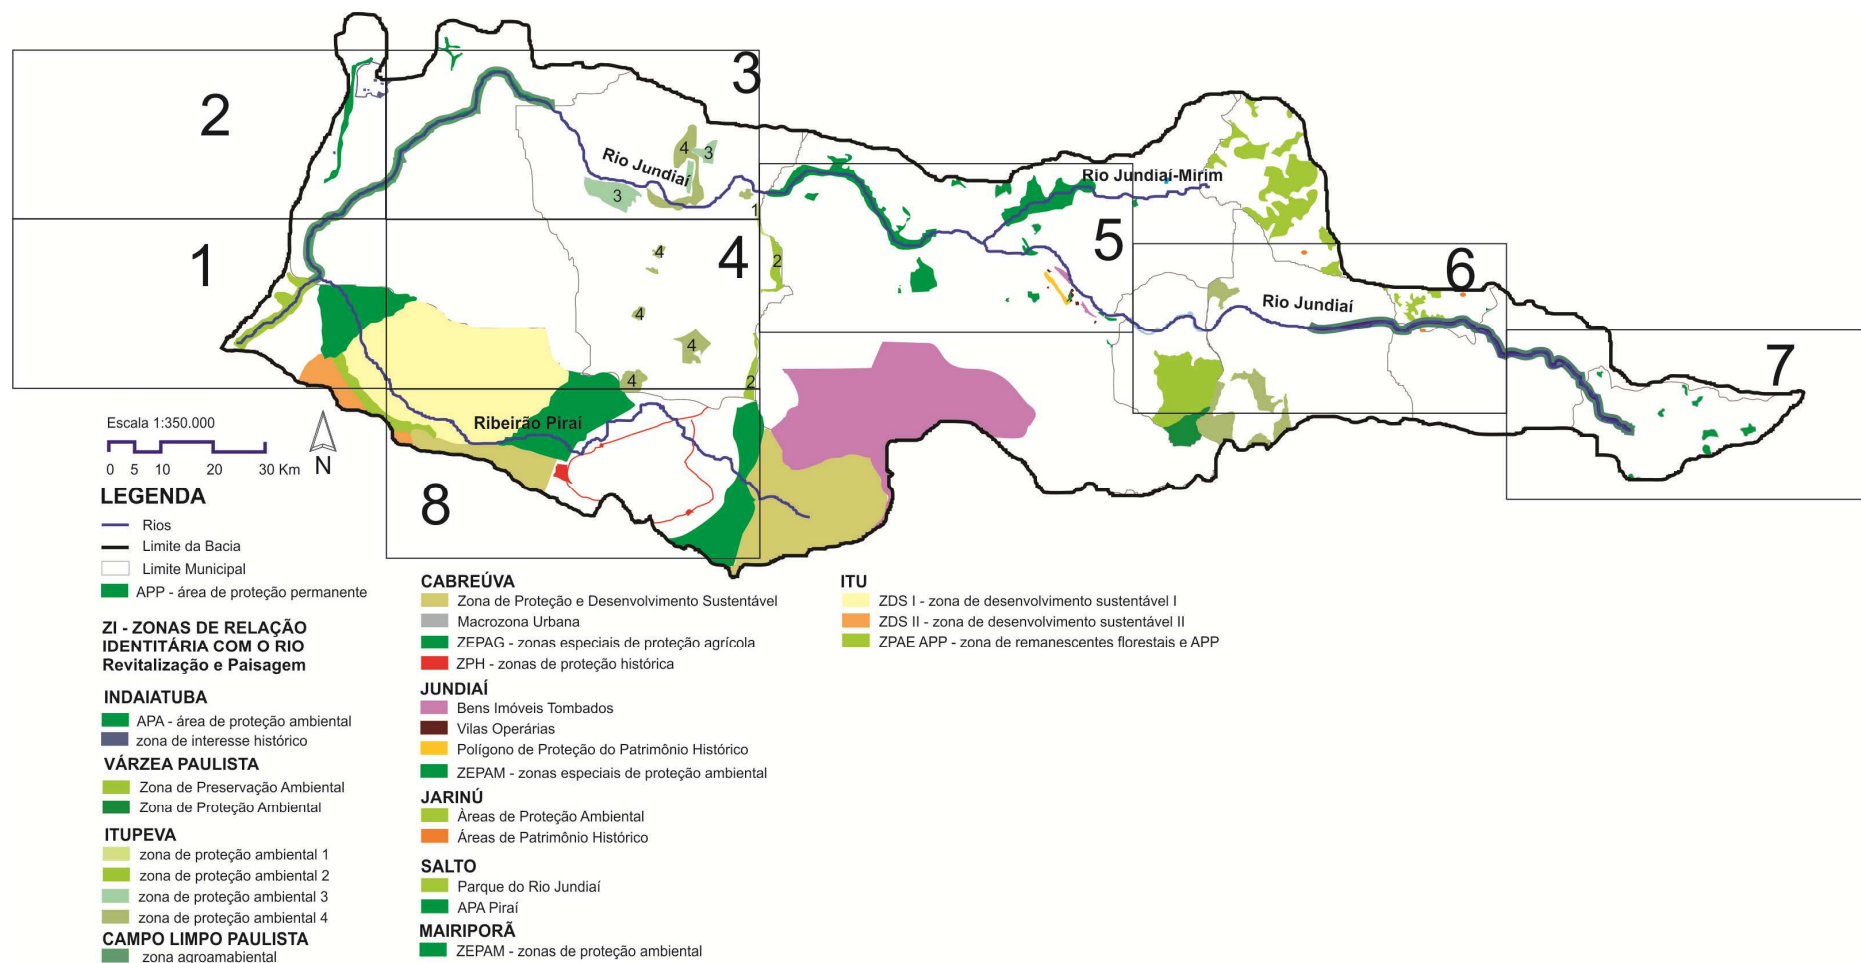 2
3
Rio Jundiaí
4
3
3
1
Rio Jundiaí-Mirim
1
4
4
2
5
6
Rio Jundiaí
4
4
4
2
7
Ribeirão Piraí
8
Escala 1:350.000
0 5 10 20 30 Km
N
LEGENDA
Rios
Limite da Bacia
Limite Municipal
APP - área de proteção permanente
ZI - ZONAS DE RELAÇÃO
IDENTITÁRIA COM O RIO
Revitalização e Paisagem
INDAIATUBA
APA - área de proteção ambiental
zona de interesse histórico
VÁRZEA PAULISTA
Zona de Preservação Ambiental
Zona de Proteção Ambiental
ITUPEVA
zona de proteção ambiental 1
zona de proteção ambiental 2
zona de proteção ambiental 3
zona de proteção ambiental 4
CAMPO LIMPO PAULISTA
zona agroamabiental
CABREÚVA
Zona de Proteção e Desenvolvimento Sustentável
Macrozona Urbana
ZEPAG - zonas especiais de proteção agrícola
ZPH - zonas de proteção histórica
JUNDIAÍ
Bens Imóveis Tombados
Vilas Operárias
Polígono de Proteção do Patrimônio Histórico
ZEPAM - zonas especiais de proteção ambiental
JARINÚ
Àreas de Proteção Ambiental
Áreas de Patrimônio Histórico
SALTO
Parque do Rio Jundiaí
APA Piraí
MAIRIPORÃ
ZEPAM - zonas de proteção ambiental
ITU
ZDS I - zona de desenvolvimento sustentável I
ZDS II - zona de desenvolvimento sustentável II
ZPAE APP - zona de remanescentes florestais e APP